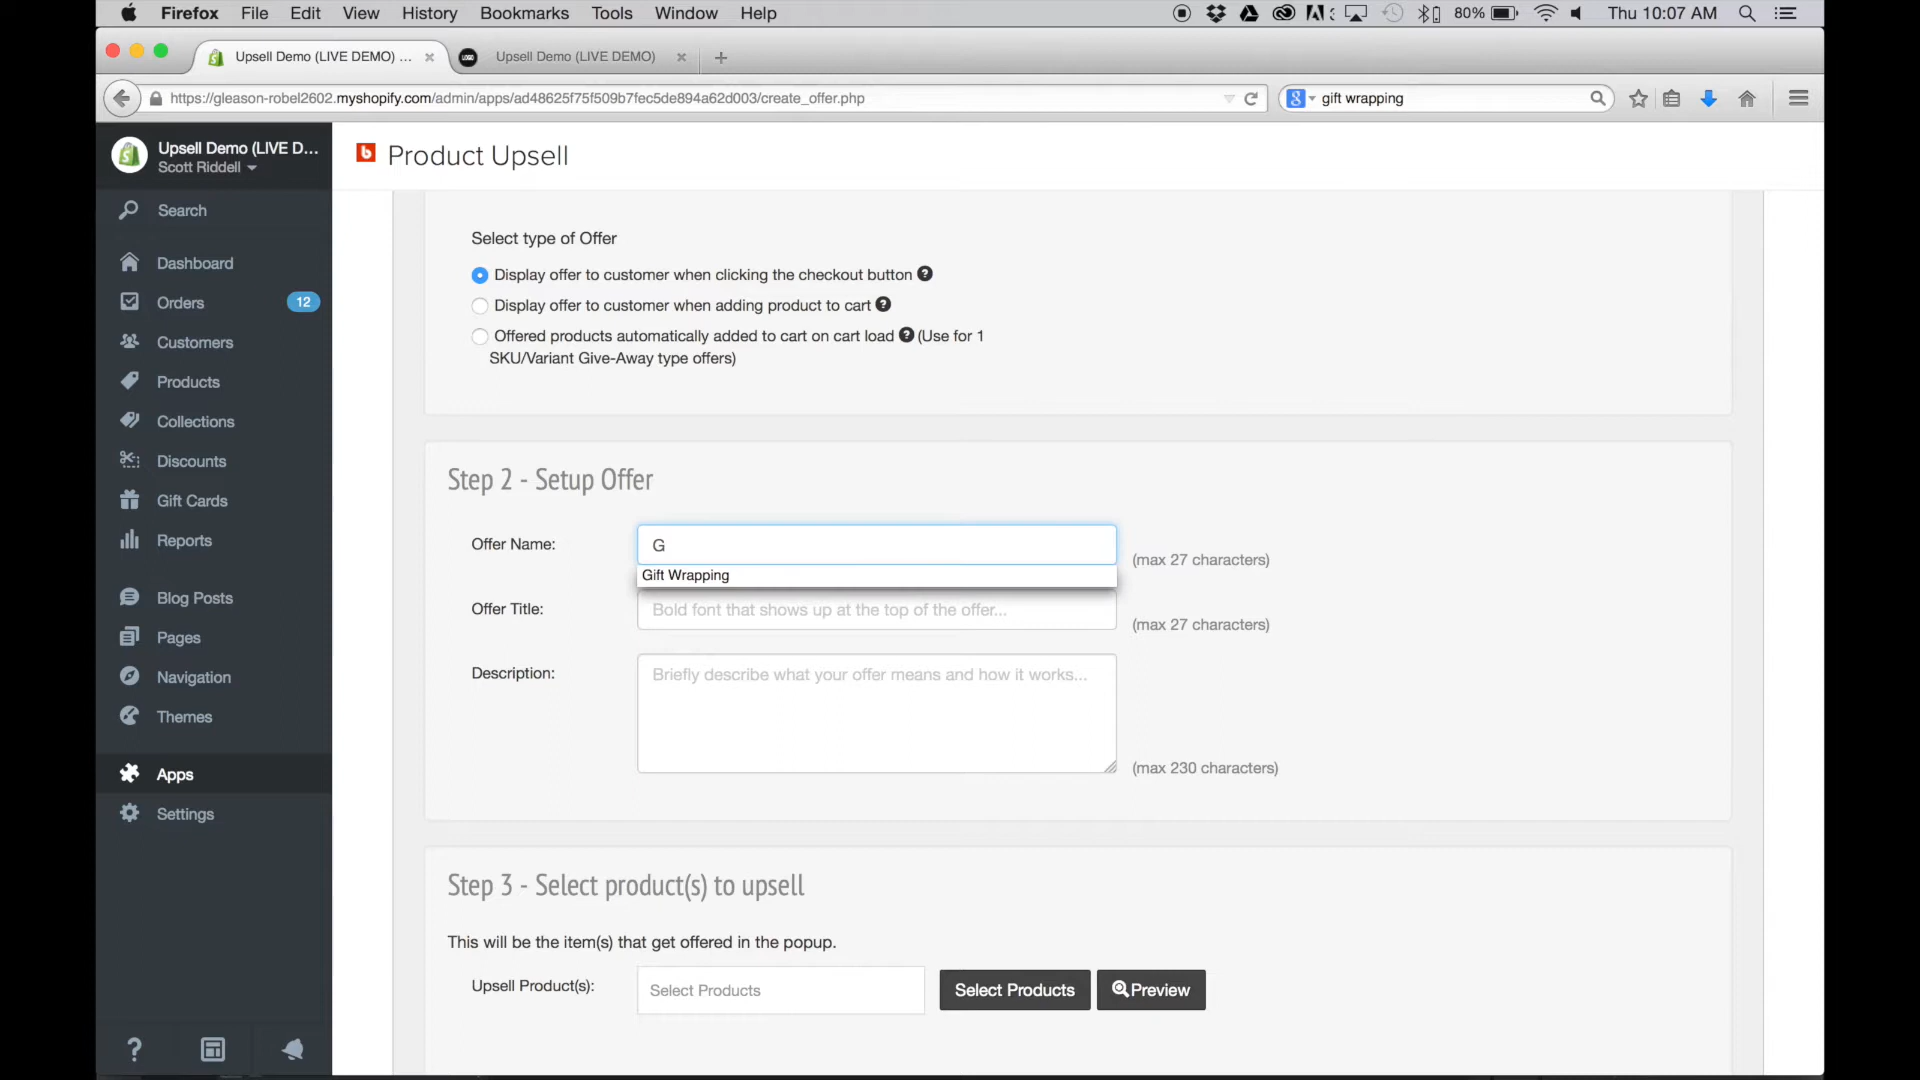 Firefox File Edit View History Bookmarks Tools Window Help 80% Thu 10:07 AM
Upsell Demo (LIVE DEMO) ... Upsell Demo (LIVE DEMO)
https://gleason-robel2602.myshopify.com/admin/apps/ad48625f75f509b7fec5de894a62d003/create_offer.php gift wrapping
Upsell Demo (LIVE D...
Scott Riddell
Product Upsell
Search
Dashboard
Orders 12
Customers
Products
Collections
Discounts
Gift Cards
Reports
Blog Posts
Pages
Navigation
Themes
Apps
Settings
Select type of Offer
Display offer to customer when clicking the checkout button ?
Display offer to customer when adding product to cart ?
Offered products automatically added to cart on cart load ? (Use for 1
SKU/Variant Give-Away type offers)
Step 2 - Setup Offer
Offer Name: G (max 27 characters)
Gift Wrapping
Offer Title: Bold font that shows up at the top of the offer... (max 27 characters)
Description: Briefly describe what your offer means and how it works...
(max 230 characters)
Step 3 - Select product(s) to upsell
This will be the item(s) that get offered in the popup.
Upsell Product(s): Select Products Select Products Preview